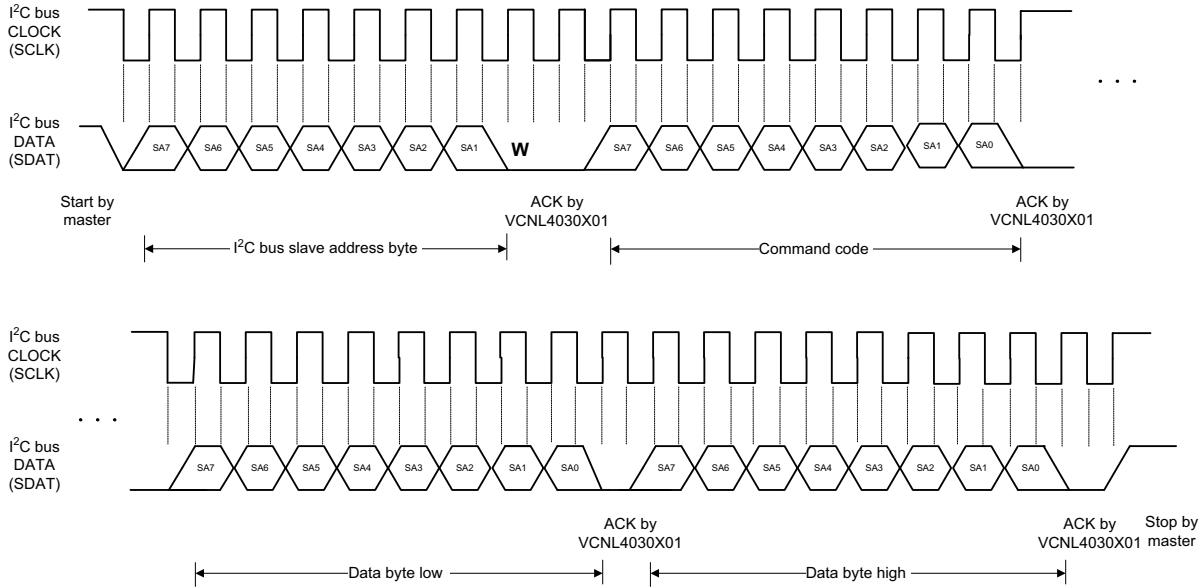 I²C bus
CLOCK
(SCLK)
. . .
I²C bus
DATA
(SDAT)
SA7 SA6 SA5 SA4 SA3 SA2 SA1 W SA7 SA6 SA5 SA4 SA3 SA2 SA1 SA0
Start by
master
ACK by
VCNL4030X01
ACK by
VCNL4030X01
I²C bus slave address byte
Command code
I²C bus
CLOCK
(SCLK)
. . .
I²C bus
DATA
(SDAT)
SA7 SA6 SA5 SA4 SA3 SA2 SA1 SA0 SA7 SA6 SA5 SA4 SA3 SA2 SA1 SA0
ACK by
VCNL4030X01
ACK by
VCNL4030X01
Stop by
master
Data byte low
Data byte high